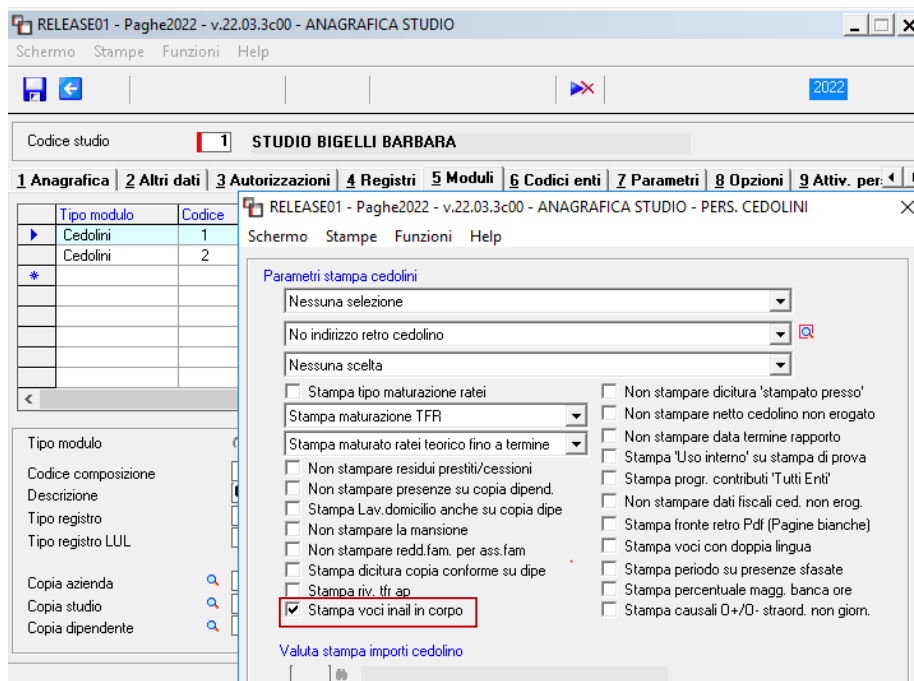 RELEASE01 - Paghe2022 - v.22.03.3c00 - ANAGRAFICA STUDIO
Schermo Stampe Funzioni Help
2022
Codice studio 1 STUDIO BIGELLI BARBARA
1 Anagrafica 2 Altri dati 3 Autorizzazioni 4 Registri 5 Moduli 6 Codici enti 7 Parametri 8 Opzioni 9 Attiv. per
Tipo modulo Codice
Cedolini 1
Cedolini 2
Tipo modulo
Codice composizione
Descrizione
Tipo registro
Tipo registro LUL
Copia azienda
Copia studio
Copia dipendente
RELEASE01 - Paghe2022 - v.22.03.3c00 - ANAGRAFICA STUDIO - PERS. CEDOLINI
Schermo Stampe Funzioni Help
Parametri stampa cedolini
Nessuna selezione
No indirizzo retro cedolino
Nessuna scelta
Stampa tipo maturazione ratei
Stampa maturazione TFR
Stampa maturato ratei teorico fino a termine
Non stampare residui prestiti/cessioni
Non stampare presenze su copia dipend.
Stampa Lav.domicilio anche su copia dipe
Non stampare la mansione
Non stampare redd.fam. per ass.fam
Stampa dicitura copia conforme su dipe
Stampa riv. tfr ap
Stampa voci inail in corpo
Non stampare dicitura 'stampato presso'
Non stampare netto cedolino non erogato
Non stampare data termine rapporto
Stampa 'Uso interno' su stampa di prova
Stampa progr. contributi 'Tutti Enti'
Non stampare dati fiscali ced. non erog.
Stampa fronte retro Pdf (Pagine bianche)
Stampa voci con doppia lingua
Stampa periodo su presenze sfasate
Stampa percentuale magg. banca ore
Stampa causali O+/O- straord. non giorn.
Valuta stampa importi cedolino